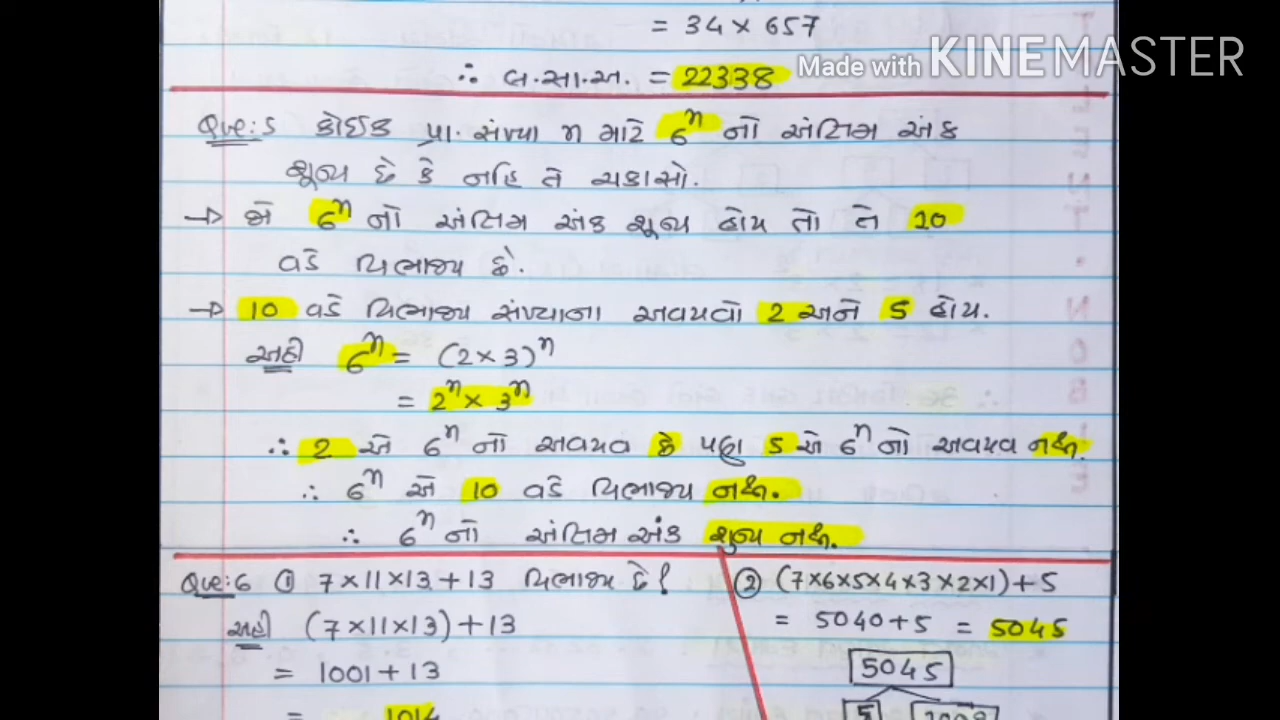 = 34 × 657
Made with KINEMASTER
∴ લ.સા.અ. = 22338
Que:5 કોઈક પ્રા. સંખ્યા n માટે 6ⁿ નો અંતિમ અંક
શૂન્ય છે કે નહિ તે ચકાસો.
→ જો 6ⁿ નો અંતિમ અંક શૂન્ય હોય તો તે 10
વડે વિભાજ્ય છે.
→ 10 વડે વિભાજ્ય સંખ્યાના અવયવો 2 અને 5 હોય.
અહી 6ⁿ = (2×3)ⁿ
= 2ⁿ × 3ⁿ
∴ 2 એ 6ⁿ નો અવયવ છે પણ 5 એ 6ⁿ નો અવયવ નથી.
∴ 6ⁿ એ 10 વડે વિભાજ્ય નથી.
∴ 6ⁿ નો અંતિમ અંક શુન્ય નથી.
Que:6 ① 7×11×13+13 વિભાજ્ય છે?
અહી (7×11×13)+13
= 1001+13
= 1014
② (7×6×5×4×3×2×1)+5
= 5040+5 = 5045
5045
5 1009